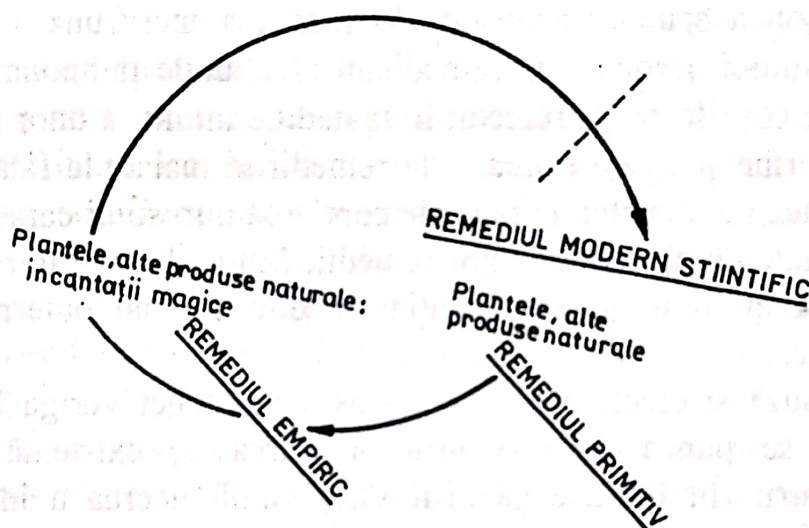 REMEDIUL MODERN STIINTIFIC
Plantele, alte produse naturale:
incantații magice
Plantele, alte
produse naturale
REMEDIUL EMPIRIC
REMEDIUL PRIMITIV